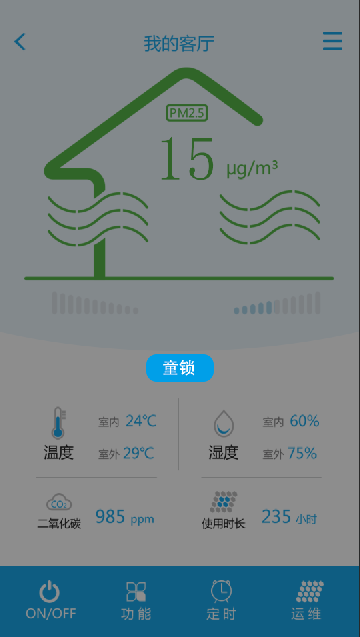 我的客厅
PM2.5
15 μg/m³
童锁
室内 24℃
温度 室外 29℃
室内 60%
湿度 室外 75%
CO2
二氧化碳 985 ppm
使用时长 235 小时
ON/OFF 功能 定时 运维